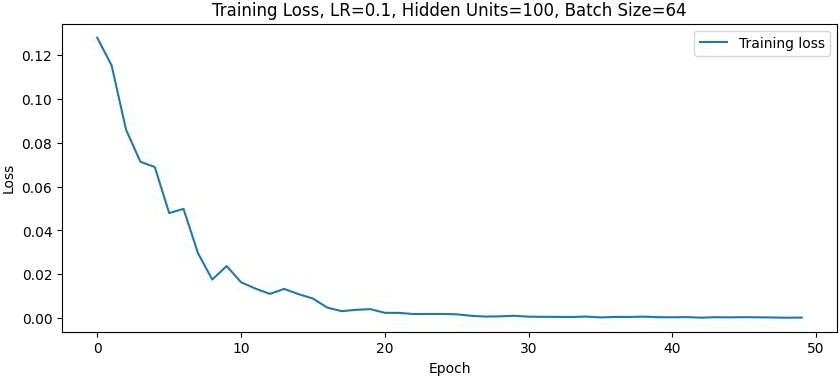 Training Loss, LR=0.1, Hidden Units=100, Batch Size=64
Training loss
0.12
0.10
0.08
0.06
0.04
0.02
0.00
Loss
0 10 20 30 40 50
Epoch